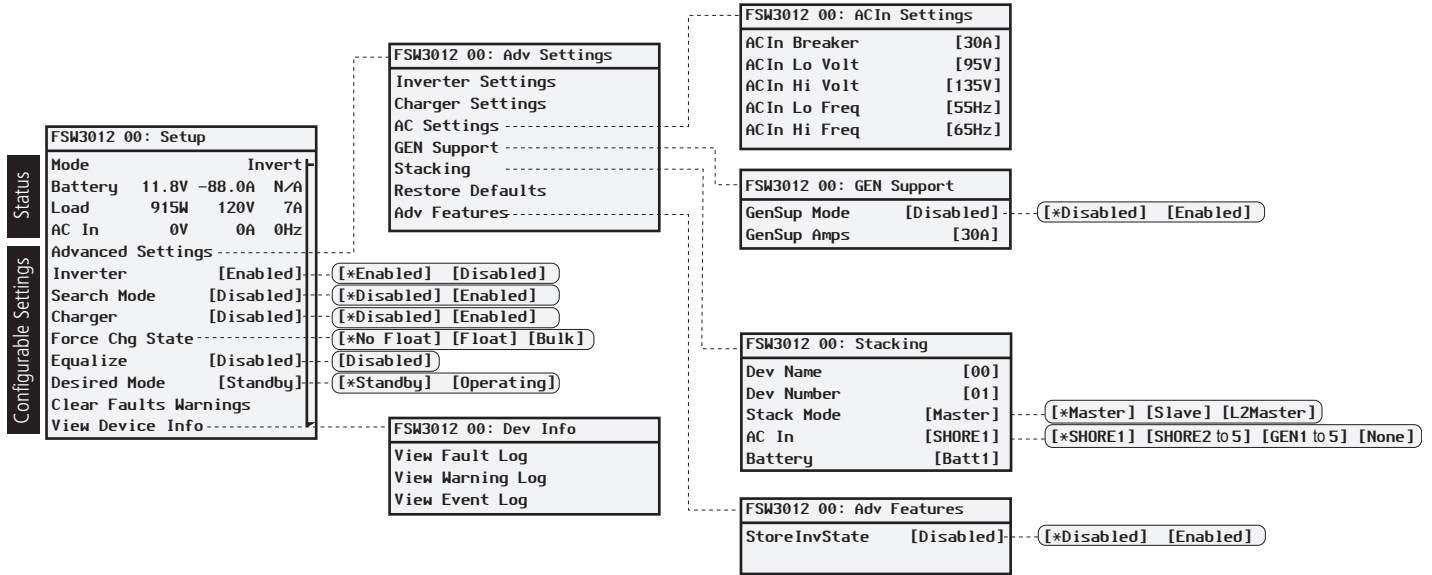 Status
Configurable Settings
FSW3012 00: Setup
Mode Invert
Battery 11.8V -88.0A N/A
Load 915W 120V 7A
AC In 0V 0A 0Hz
Advanced Settings
Inverter [Enabled] [*Enabled] [Disabled]
Search Mode [Disabled] [*Disabled] [Enabled]
Charger [Disabled] [*Disabled] [Enabled]
Force Chg State [*No Float] [Float] [Bulk]
Equalize [Disabled] [Disabled]
Desired Mode [Standby] [*Standby] [Operating]
Clear Faults Warnings
View Device Info
FSW3012 00: Adv Settings
Inverter Settings
Charger Settings
AC Settings
GEN Support
Stacking
Restore Defaults
Adv Features
FSW3012 00: Dev Info
View Fault Log
View Warning Log
View Event Log
FSW3012 00: ACIn Settings
ACIn Breaker [30A]
ACIn Lo Volt [95V]
ACIn Hi Volt [135V]
ACIn Lo Freq [55Hz]
ACIn Hi Freq [65Hz]
FSW3012 00: GEN Support
GenSup Mode [Disabled] [*Disabled] [Enabled]
GenSup Amps [30A]
FSW3012 00: Stacking
Dev Name [00]
Dev Number [01]
Stack Mode [Master] [*Master] [Slave] [L2Master]
AC In [SHORE1] [*SHORE1] [SHORE2 to 5] [GEN1 to 5] [None]
Battery [Batt1]
FSW3012 00: Adv Features
StoreInvState [Disabled] [*Disabled] [Enabled]